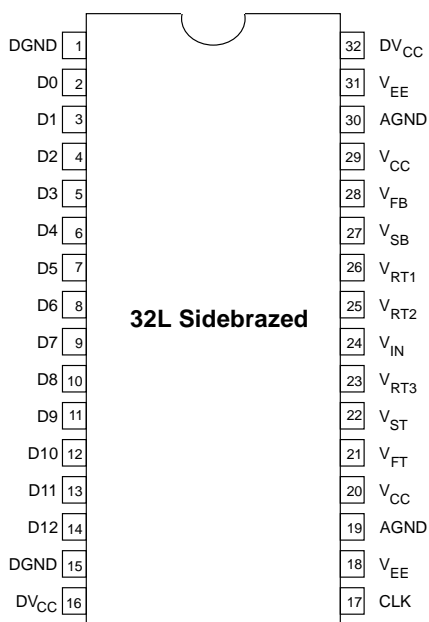 DGND 1 32 DVCC
D0 2 31 VEE
D1 3 30 AGND
D2 4 29 VCC
D3 5 28 VFB
D4 6 27 VSB
D5 7 26 VRT1
D6 8 25 VRT2
32L Sidebrazed
D7 9 24 VIN
D8 10 23 VRT3
D9 11 22 VST
D10 12 21 VFT
D11 13 20 VCC
D12 14 19 AGND
DGND 15 18 VEE
DVCC 16 17 CLK